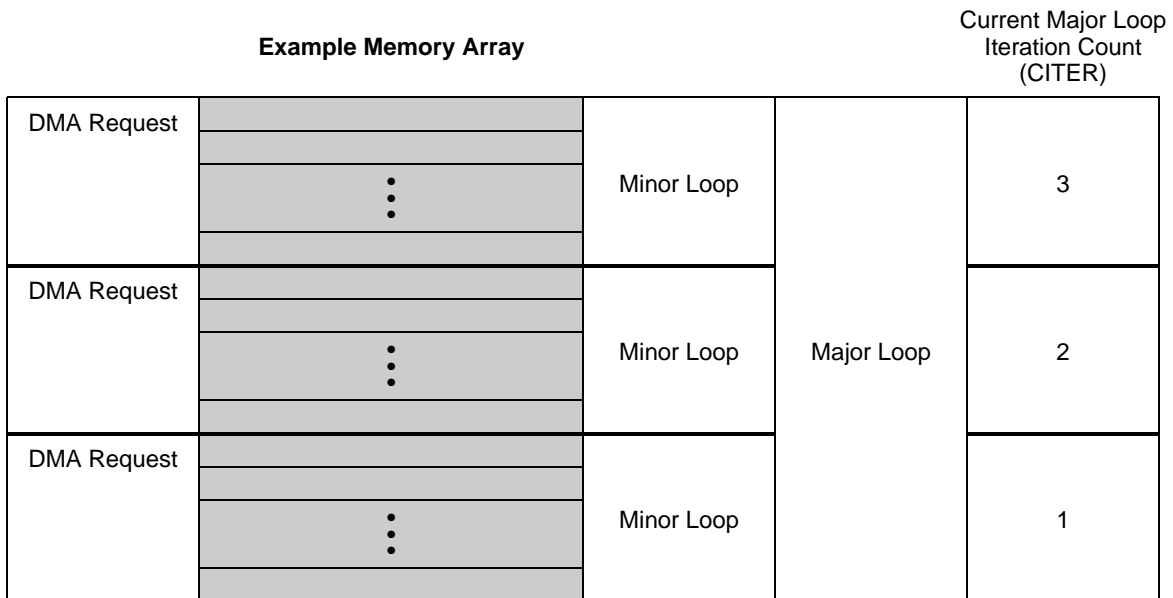 Current Major Loop
Iteration Count
(CITER)
Example Memory Array
DMA Request
Minor Loop
3
DMA Request
Minor Loop
Major Loop
2
DMA Request
Minor Loop
1